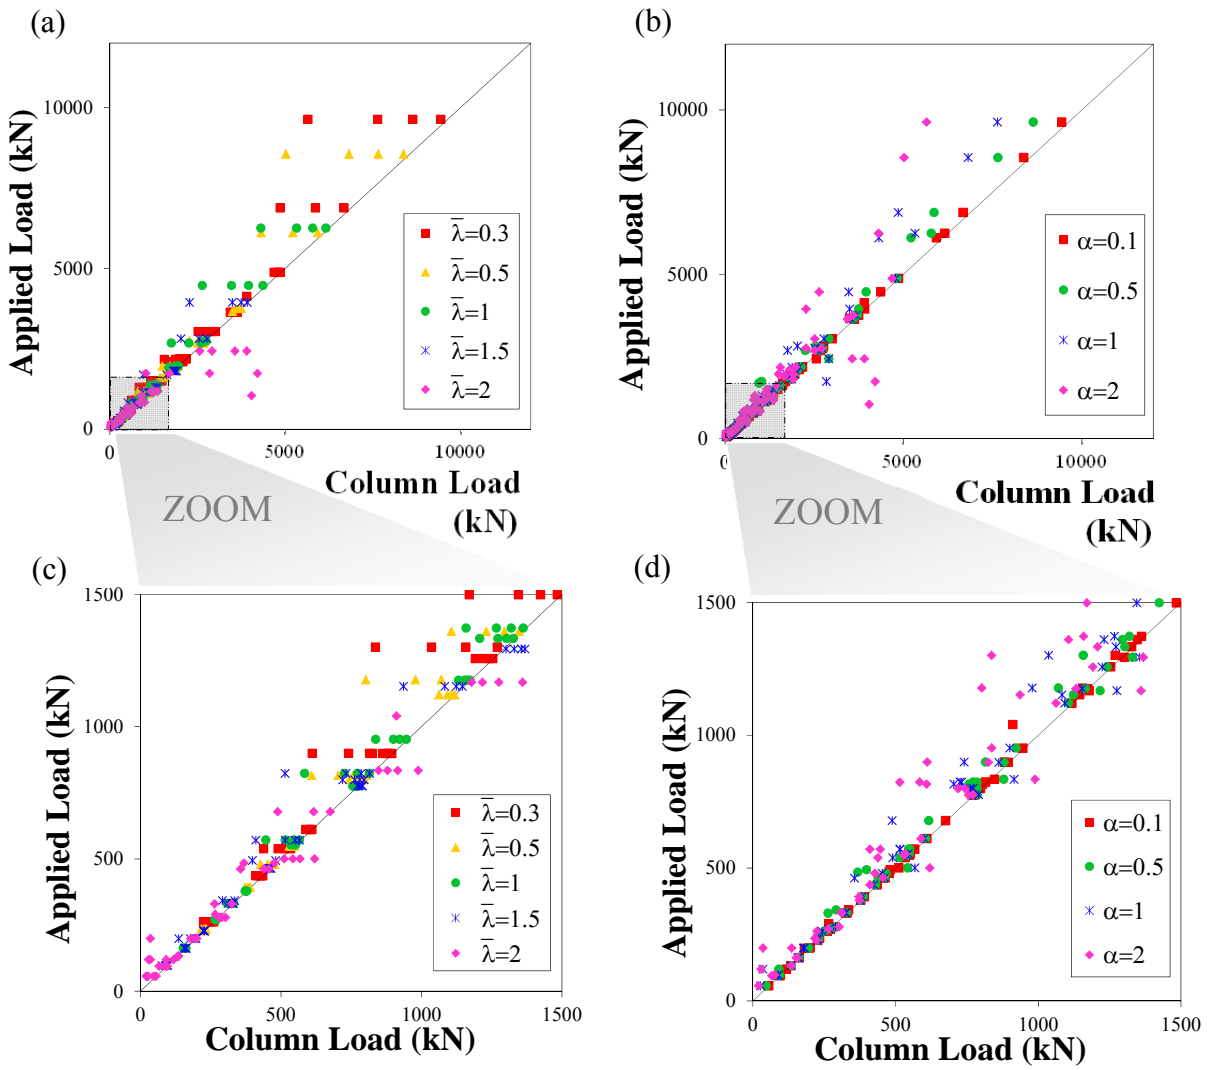 (a)
Applied Load (kN)
10000
5000
0
0
5000
10000
Column Load
(kN)
λ̅=0.3
λ̅=0.5
λ̅=1
λ̅=1.5
λ̅=2
ZOOM
(b)
Applied Load (kN)
10000
5000
0
0
5000
10000
Column Load
(kN)
α=0.1
α=0.5
α=1
α=2
ZOOM
(c)
Applied Load (kN)
1500
1000
500
0
0
500
1000
1500
Column Load (kN)
λ̅=0.3
λ̅=0.5
λ̅=1
λ̅=1.5
λ̅=2
(d)
Applied Load (kN)
1500
1000
500
0
0
500
1000
1500
Column Load (kN)
α=0.1
α=0.5
α=1
α=2